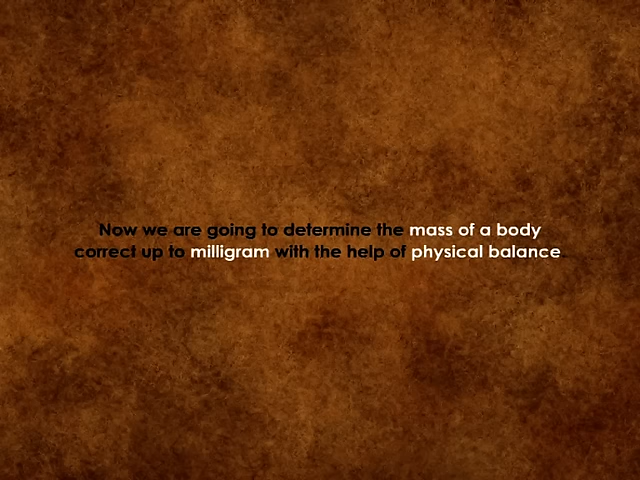 Now we are going to determine the mass of a body
correct up to milligram with the help of physical balance.